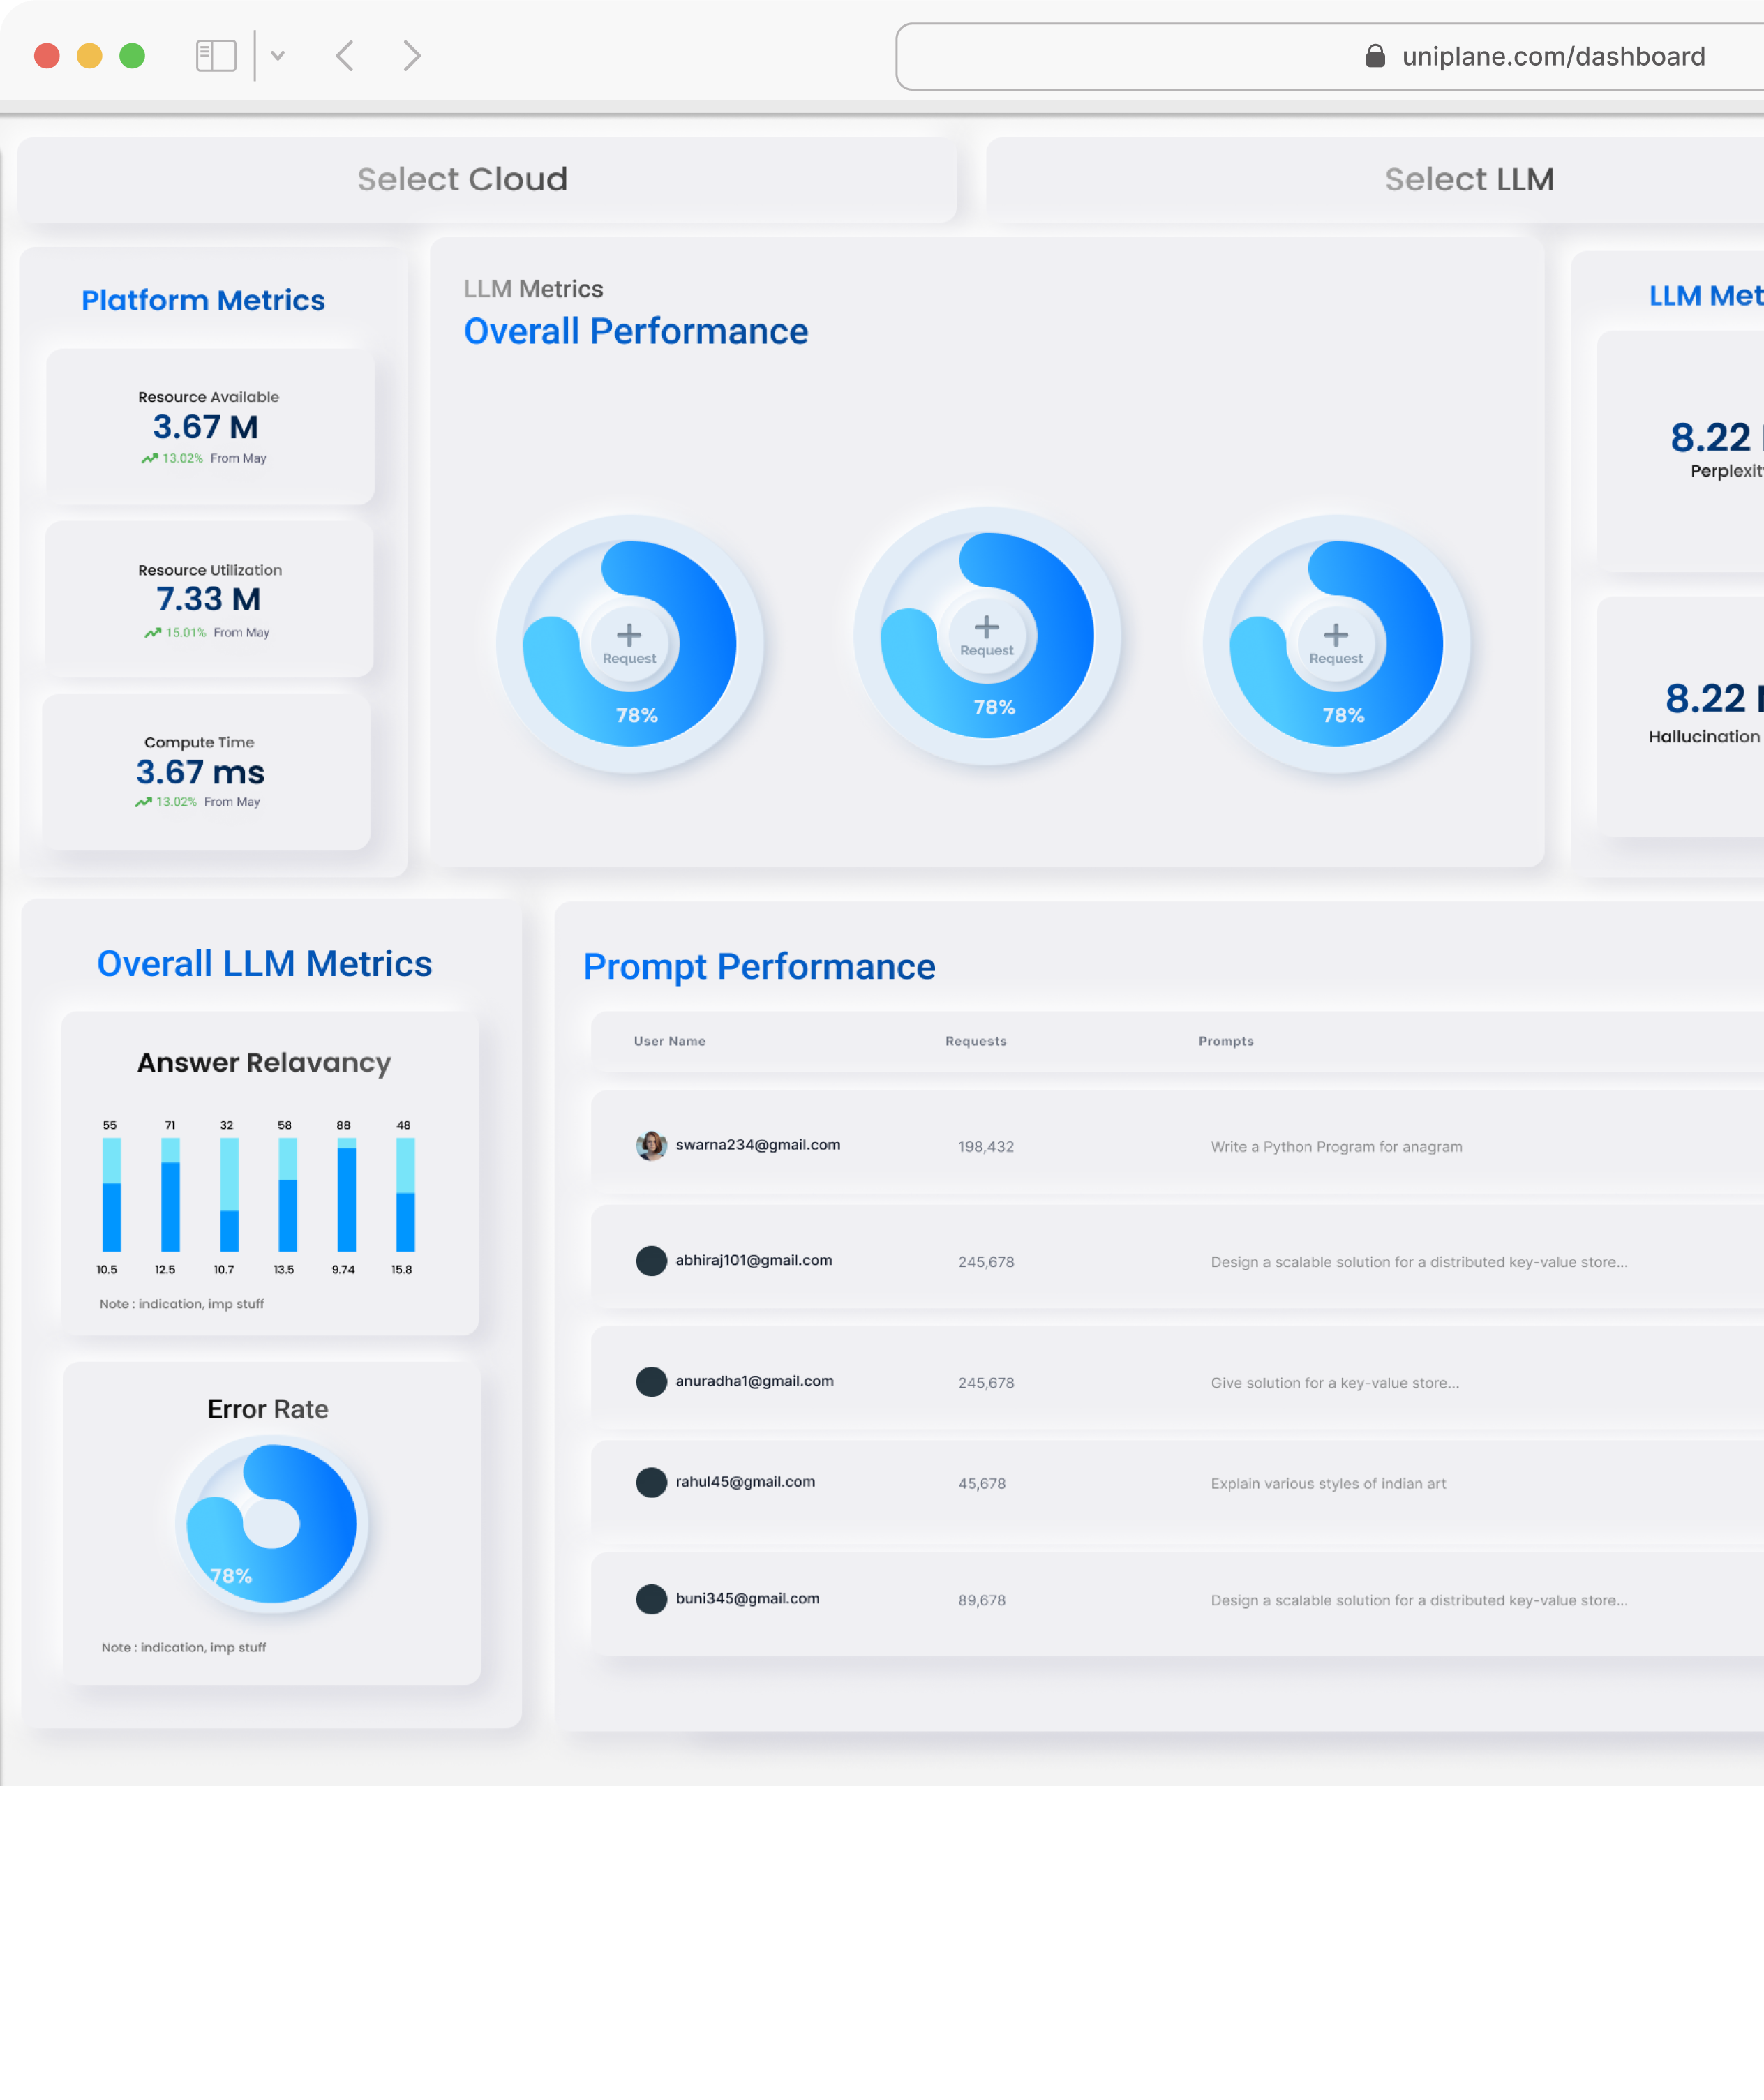 uniplane.com/dashboard
Select Cloud
Select LLM
Platform Metrics
Resource Available
3.67 M
13.02% From May
Resource Utilization
7.33 M
15.01% From May
Compute Time
3.67 ms
13.02% From May
LLM Metrics
Overall Performance
+
Request
78%
+
Request
78%
+
Request
78%
LLM
8.22
8.22
Hallucination
Overall LLM Metrics
Answer Relavancy
55 71 32 58 88 48
10.5 12.5 10.7 13.5 9.74 15.8
Note : indication, imp stuff
Error Rate
78%
Note : indication, imp stuff
Prompt Performance
User Name Requests Prompts
swarna234@gmail.com 198,432 Write a Python Program for anagram
abhiraj101@gmail.com 245,678 Design a scalable solution for a distributed key-value store...
anuradha1@gmail.com 245,678 Give solution for a key-value store...
rahul45@gmail.com 45,678 Explain various styles of indian art
buni345@gmail.com 89,678 Design a scalable solution for a distributed key-value store...